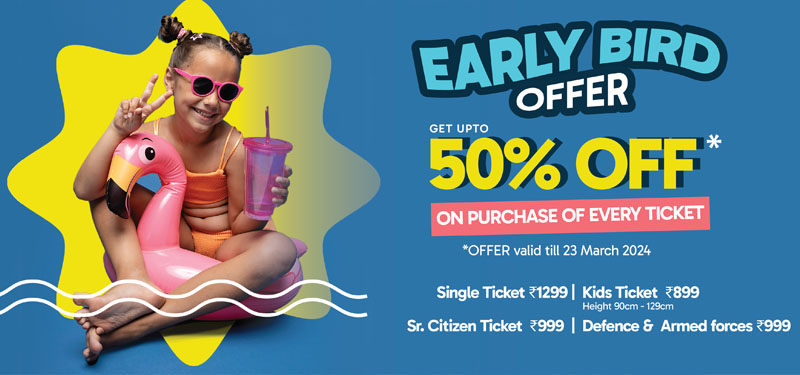 EARLY BIRD
OFFER
GET UPTO
50% OFF*
ON PURCHASE OF EVERY TICKET
*OFFER valid till 23 March 2024
Single Ticket ₹1299 | Kids Ticket ₹899
Height 90cm - 129cm
Sr. Citizen Ticket ₹999 | Defence & Armed forces ₹999